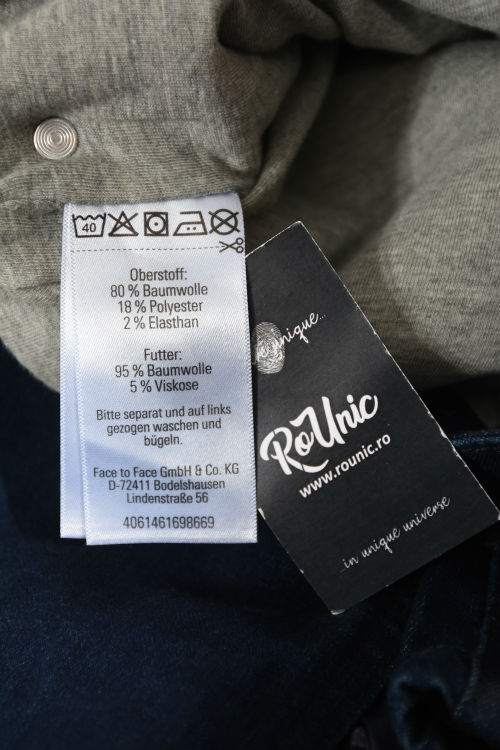 40
Oberstoff:
80 % Baumwolle
18 % Polyester
2 % Elasthan
Futter:
95 % Baumwolle
5 % Viskose
Bitte separat und auf links
gezogen waschen und
bügeln.
Face to Face GmbH & Co. KG
D-72411 Bodelshausen
Lindenstraße 56
4061461698669
unique...
RoUnic
www.rounic.ro
...in unique universe